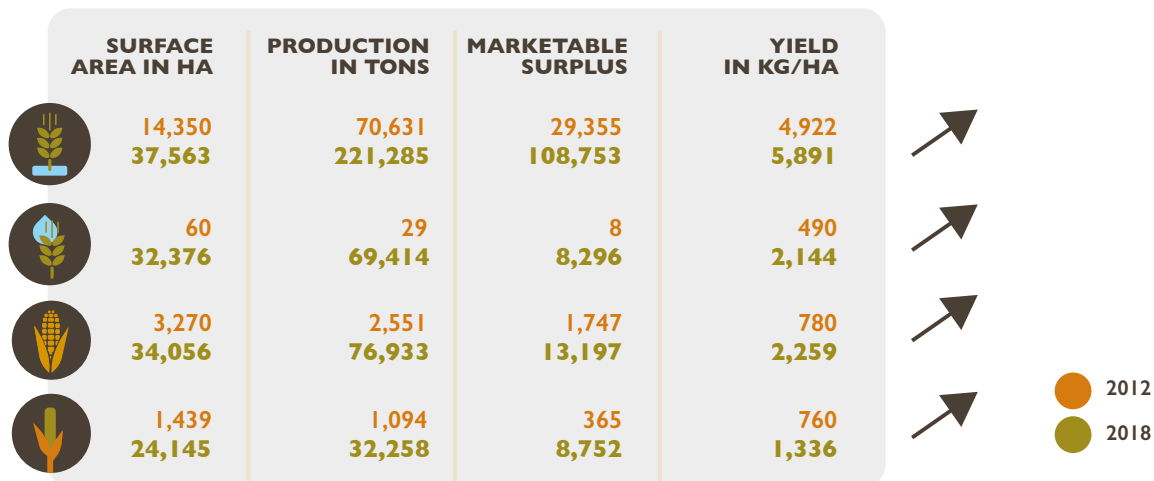 SURFACE AREA IN HA
PRODUCTION IN TONS
MARKETABLE SURPLUS
YIELD IN KG/HA
14,350 70,631 29,355 4,922
37,563 221,285 108,753 5,891
60 29 8 490
32,376 69,414 8,296 2,144
3,270 2,551 1,747 780
34,056 76,933 13,197 2,259
1,439 1,094 365 760
24,145 32,258 8,752 1,336
2012
2018